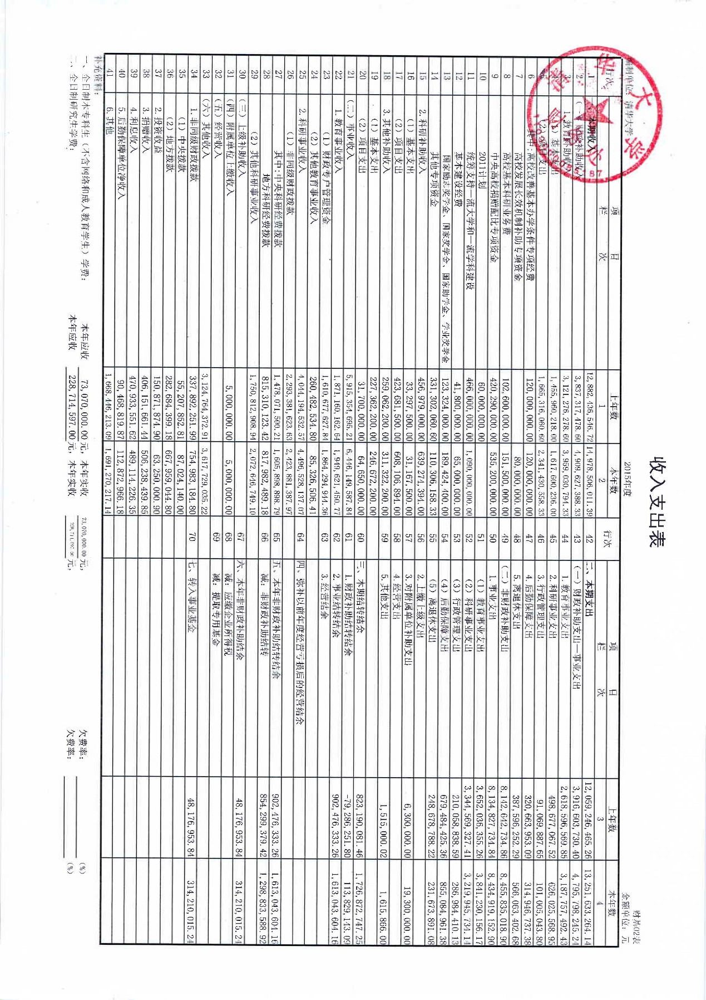 收入支出表
财基02表
编制单位：清华大学 2015年度 金额单位：元
行次 项 目 上年数 本年数 行次 项 目 上年数 本年数
栏 次 1 2 栏 次 3 4
1 一、本期收入 12,882,436,546.72 14,978,506,011.39 42 二、本期支出 12,059,246,465.26 13,251,633,264.14
2 （一）财政补助收入 3,837,317,478.60 4,909,627,388.33 43 （一）财政补助支出—事业支出 3,916,603,730.40 4,795,798,245.24
3 1.教育补助收入 3,121,276,278.60 3,959,030,794.33 44 1.教育事业支出 2,618,596,569.85 3,187,757,492.43
4 （1）基本支出 1,455,960,218.00 1,617,600,236.00 45 2.科研事业支出 498,677,067.52 626,025,568.95
5 （2）项目支出 1,665,316,060.60 2,341,430,558.33 46 3.行政管理支出 91,069,887.65 101,005,043.80
6 其中：高校改善基本办学条件专项经费 120,000,000.00 120,000,000.00 47 4.后勤保障支出 320,663,953.09 314,946,737.38
7 高校发展长效机制补助专项资金 80,000,000.00 48 5.离退休支出 387,596,252.29 566,063,402.68
8 高校基本科研业务费 102,600,000.00 151,500,000.00 49 （二）非财政补助支出 8,142,642,734.86 8,455,835,018.90
9 中央高校捐赠配比专项资金 420,290,000.00 535,200,000.00 50 1.事业支出 8,134,827,734.84 8,434,919,152.90
10 2011计划 60,000,000.00 51 （1）教育事业支出 3,652,036,355.26 3,841,230,156.17
11 统筹支持一流大学和一流学科建设 466,000,000.00 1,090,000,000.00 52 （2）科研事业支出 3,344,569,327.41 3,219,945,734.14
12 基本建设经费 41,800,000.00 65,000,000.00 53 （3）行政管理支出 210,058,838.59 286,984,410.13
13 国家励志奖学金、国家奖学金、国家助学金、学业奖学金 123,324,000.00 189,424,400.00 54 （4）后勤保障支出 679,484,425.36 855,084,961.38
14 其他专项资金 331,302,060.60 110,306,158.33 55 （5）离退休支出 248,678,788.22 231,673,891.08
15 2.科研补助收入 456,979,000.00 639,274,394.00 56 2.上缴上级支出
16 （1）基本支出 33,297,500.00 31,167,500.00 57 3.对附属单位补助支出 6,300,000.00 19,300,000.00
17 （2）项目支出 423,681,500.00 608,106,894.00 58 4.经营支出
18 3.其他补助收入 259,062,200.00 311,322,200.00 59 5.其他支出 1,515,000.02 1,615,866.00
19 （1）基本支出 227,362,200.00 246,672,200.00
20 （2）项目支出 31,700,000.00 64,650,000.00 60 三、本期结转结余 823,190,081.46 1,726,872,747.25
21 （二）事业收入 5,915,354,695.21 6,446,149,587.84 61 1.财政补助结转结余 -79,286,251.80 113,829,143.09
22 1.教育事业收入 1,871,160,162.64 1,949,621,450.77 62 2.事业结转结余 902,476,333.26 1,613,043,604.16
23 （1）财政专户管理资金 1,610,677,627.84 1,864,294,944.36 63 3.经营结余
24 （2）其他教育事业收入 260,482,534.80 85,326,506.41
25 2.科研事业收入 4,044,194,532.57 4,496,528,137.07 64 四、弥补以前年度经营亏损后的经营结余
26 （1）非同级财政拨款 2,293,381,623.63 2,423,881,387.97
27 其中：中央科研经费拨款 1,478,071,500.21 1,605,898,898.79 65 五、本年非财政补助结转结余 902,476,333.26 1,613,043,604.16
28 地方科研经费拨款 815,310,123.42 817,982,489.18 66 减：非财政补助结转 854,299,379.42 1,298,833,588.92
29 （2）其他科研事业收入 1,750,812,908.94 2,072,646,749.10
30 （三）上级补助收入 67 六、本年非财政补助结余 48,176,953.84 314,210,015.24
31 （四）附属单位上缴收入 5,000,000.00 5,000,000.00 68 减：应缴企业所得税
32 （五）经营收入 69 减：提取专用基金
33 （六）其他收入 3,124,764,372.91 3,617,729,035.22
34 1.非同级财政拨款 337,892,251.99 754,983,184.80 70 七、转入事业基金 48,176,953.84 314,210,015.24
35 （1）中央拨款 55,207,852.81 87,024,140.00
36 （2）地方拨款 282,684,399.18 667,959,044.80
37 2.投资收益 150,871,874.90 63,250,000.90
38 3.捐赠收入 406,151,661.44 506,238,439.85
39 4.利息收入 470,933,551.62 489,114,226.35
40 5.后勤保障单位净收入 90,468,819.87 112,872,966.18
41 6.其他 1,668,446,213.09 1,691,270,217.14
补充资料：
一、全日制本专科生（不含网络和成人教育学生）学费： 本年应收 73,070,000.00 元，本年实收 73,070,000.00 元， 欠费率： (%)
二、全日制研究生学费： 本年应收 228,714,597.00 元，本年实收 228,714,597.00 元， 欠费率： (%)